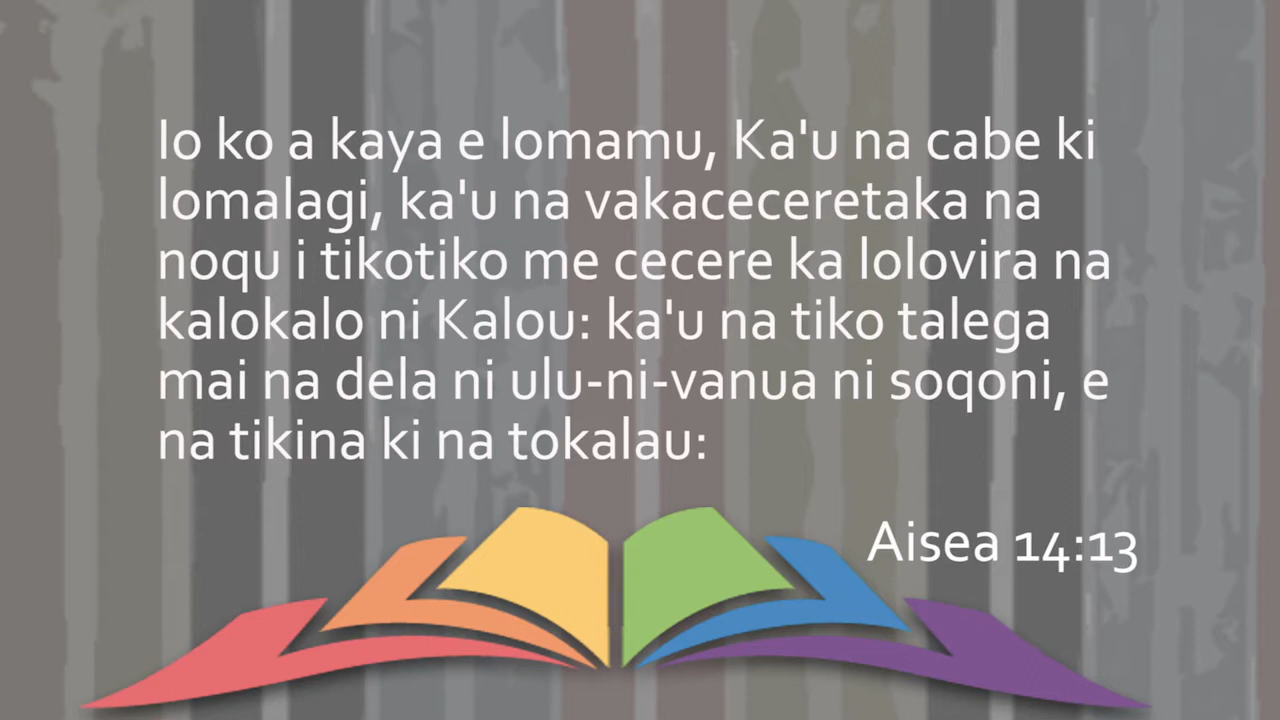 Io ko a kaya e lomamu, Ka'u na cabe ki
lomalagi, ka'u na vakaceceretaka na
noqu i tikotiko me cecere ka lolovira na
kalokalo ni Kalou: ka'u na tiko talega
mai na dela ni ulu-ni-vanua ni soqoni, e
na tikina ki na tokalau:
Aisea 14:13